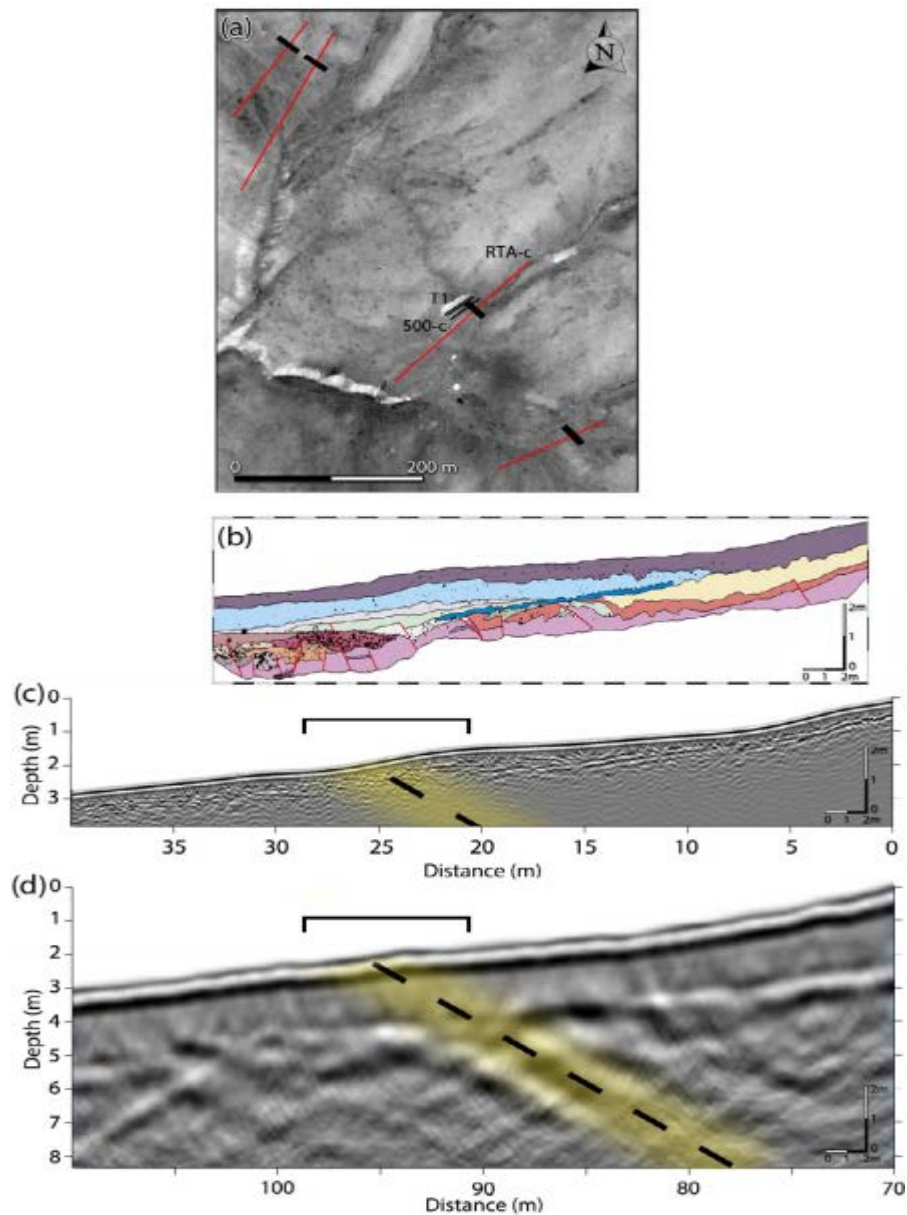 (a)
N
RTA-c
T1
500-c
0 200 m
(b)
2m
1
0
0 1 2m
(c)
0
1
2
3
Depth (m)
2m
1
0
0 1 2m
35 30 25 20 15 10 5 0
Distance (m)
(d)
0
1
2
3
4
5
6
7
8
Depth (m)
2m
1
0
0 1 2m
100 90 80 70
Distance (m)